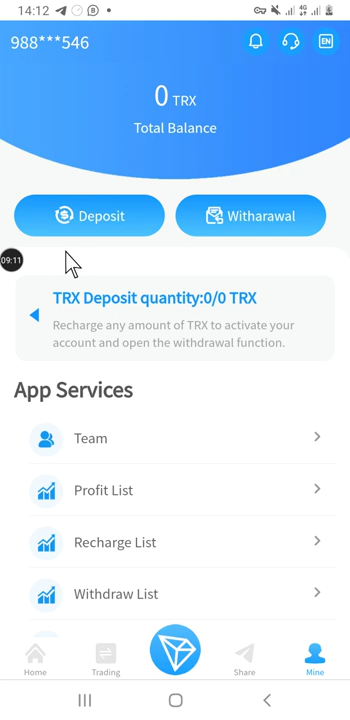 14:12
4G
988***546
EN
0 TRX
Total Balance
Deposit
Witharawal
09:11
TRX Deposit quantity:0/0 TRX
Recharge any amount of TRX to activate your
account and open the withdrawal function.
App Services
Team
Profit List
Recharge List
Withdraw List
Home
Trading
Share
Mine